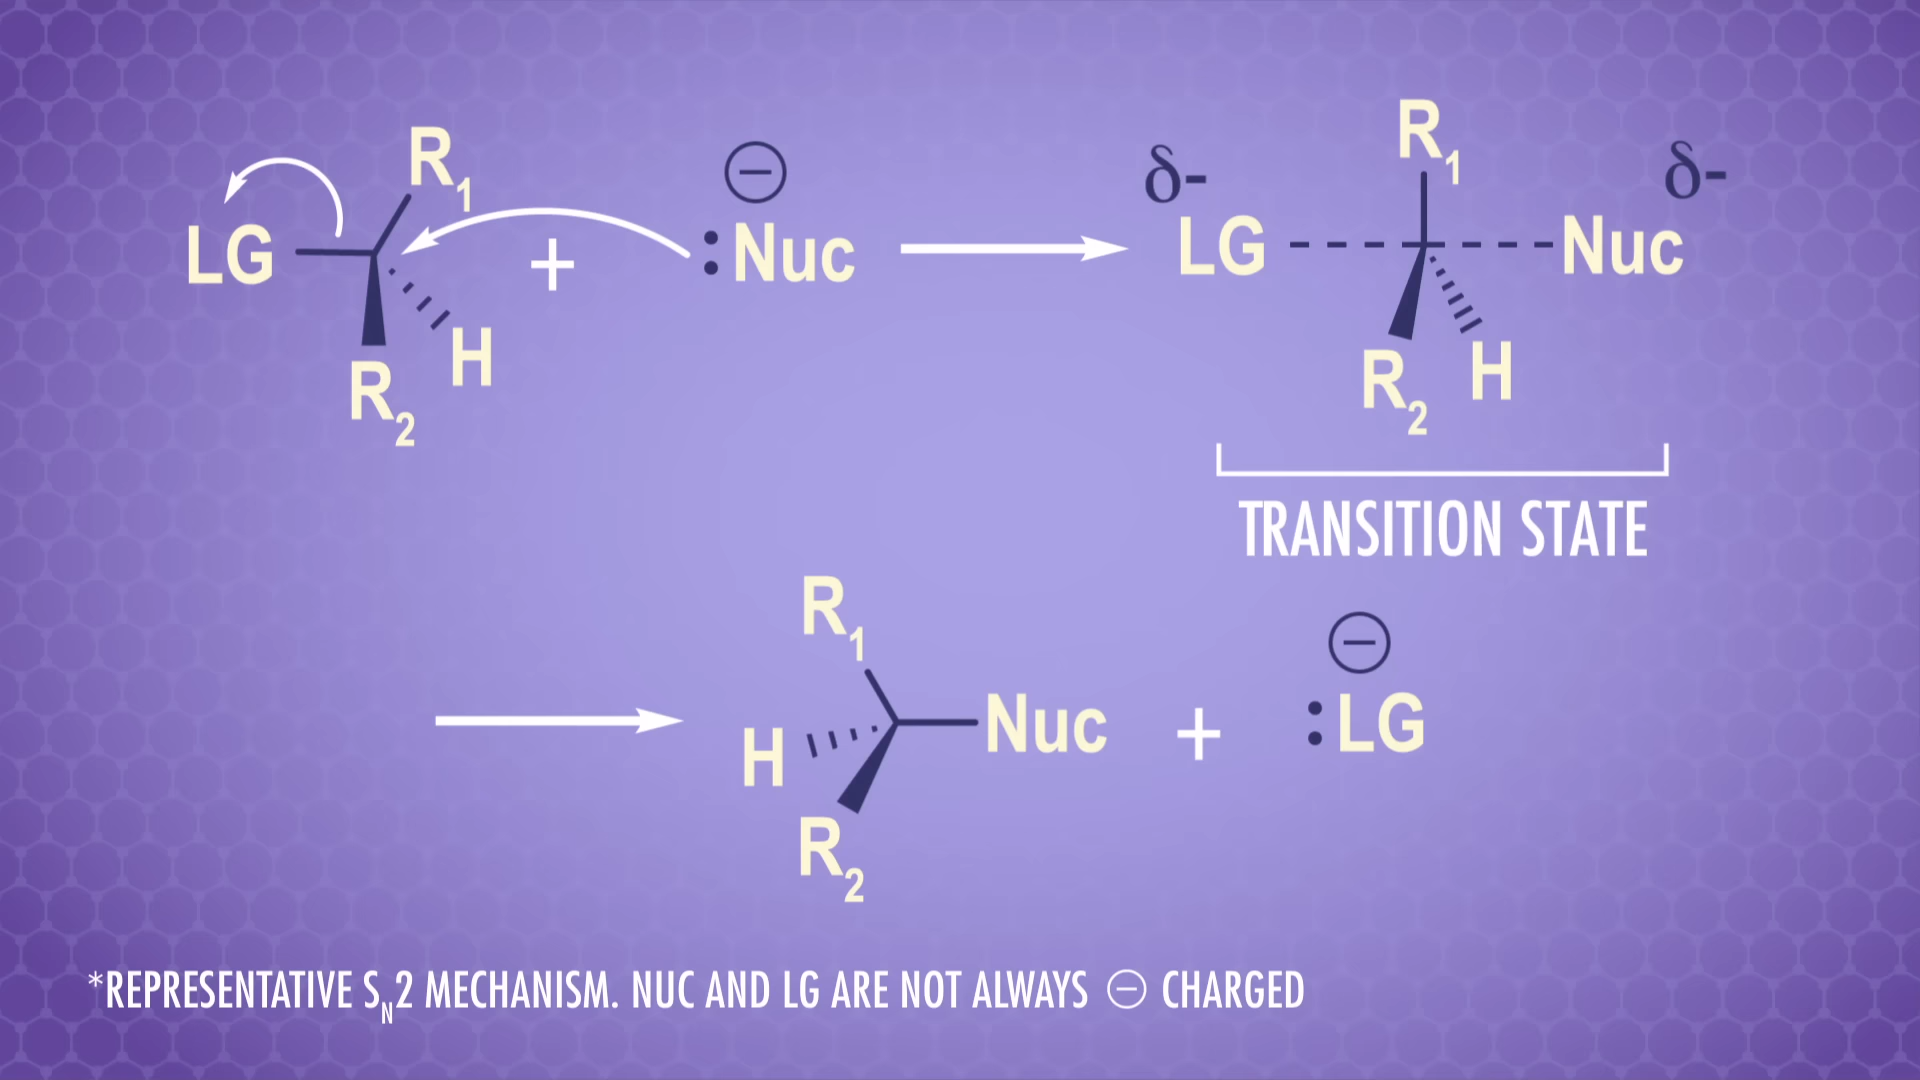 LG R₁ R₂ H + :Nuc ⊖
δ- LG R₁ R₂ H Nuc δ-
TRANSITION STATE
R₁ H R₂ Nuc + :LG ⊖
*REPRESENTATIVE SN2 MECHANISM. NUC AND LG ARE NOT ALWAYS ⊖ CHARGED